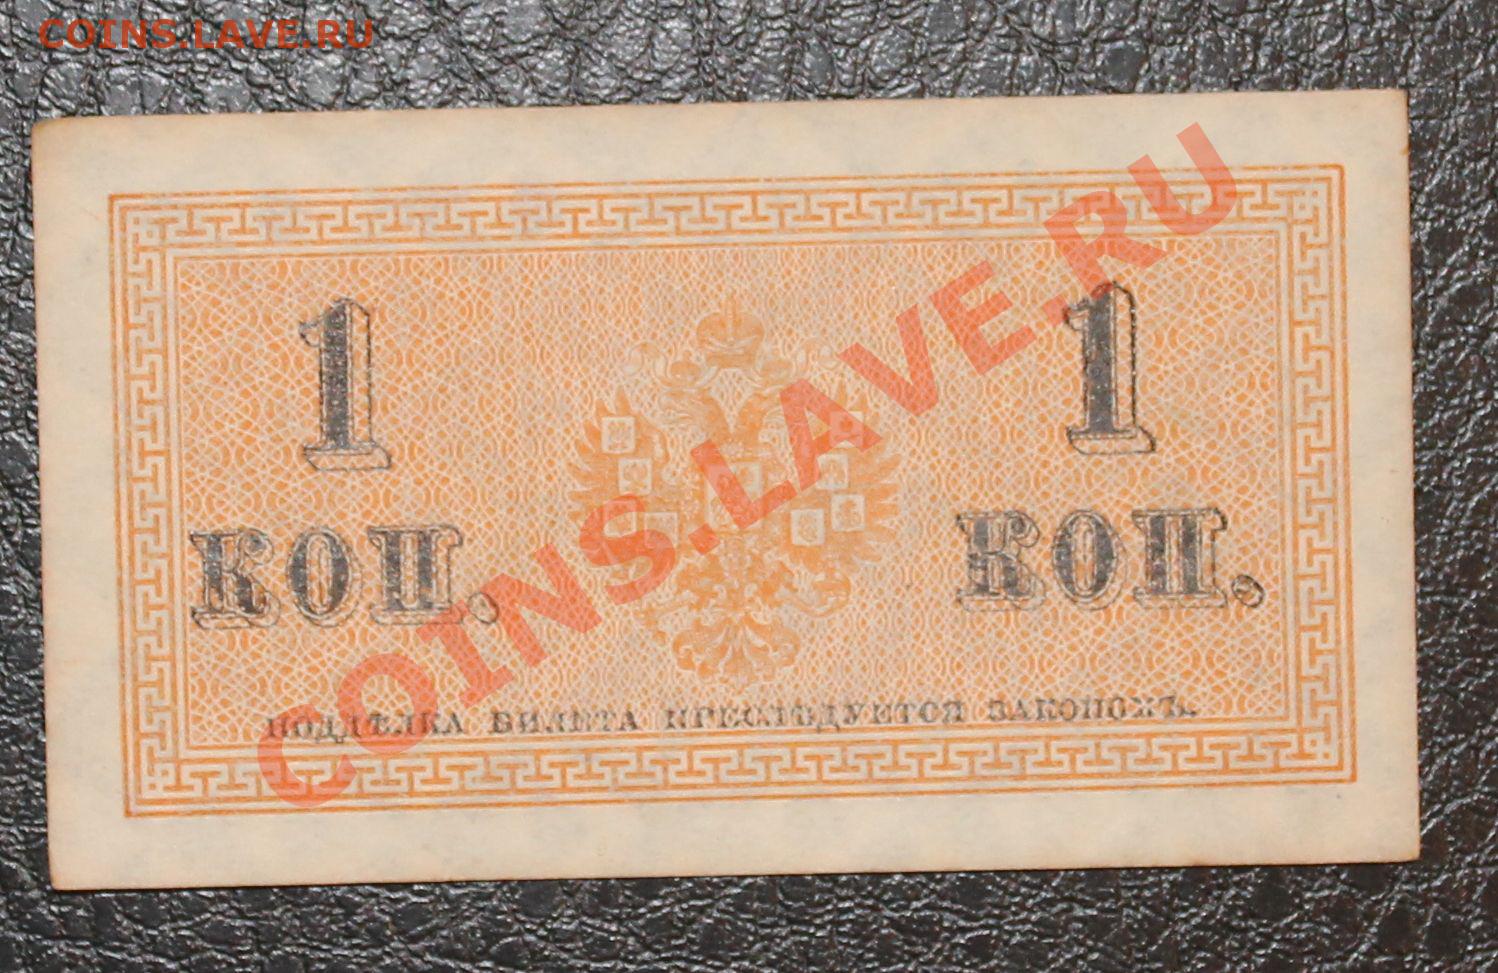 COINS.LAVE.RU
1 1
КОП. КОП.
ПОДДѢЛКА БИЛЕТА ПРЕСЛѢДУЕТСЯ ЗАКОНОМЪ.
COINS.LAVE.RU